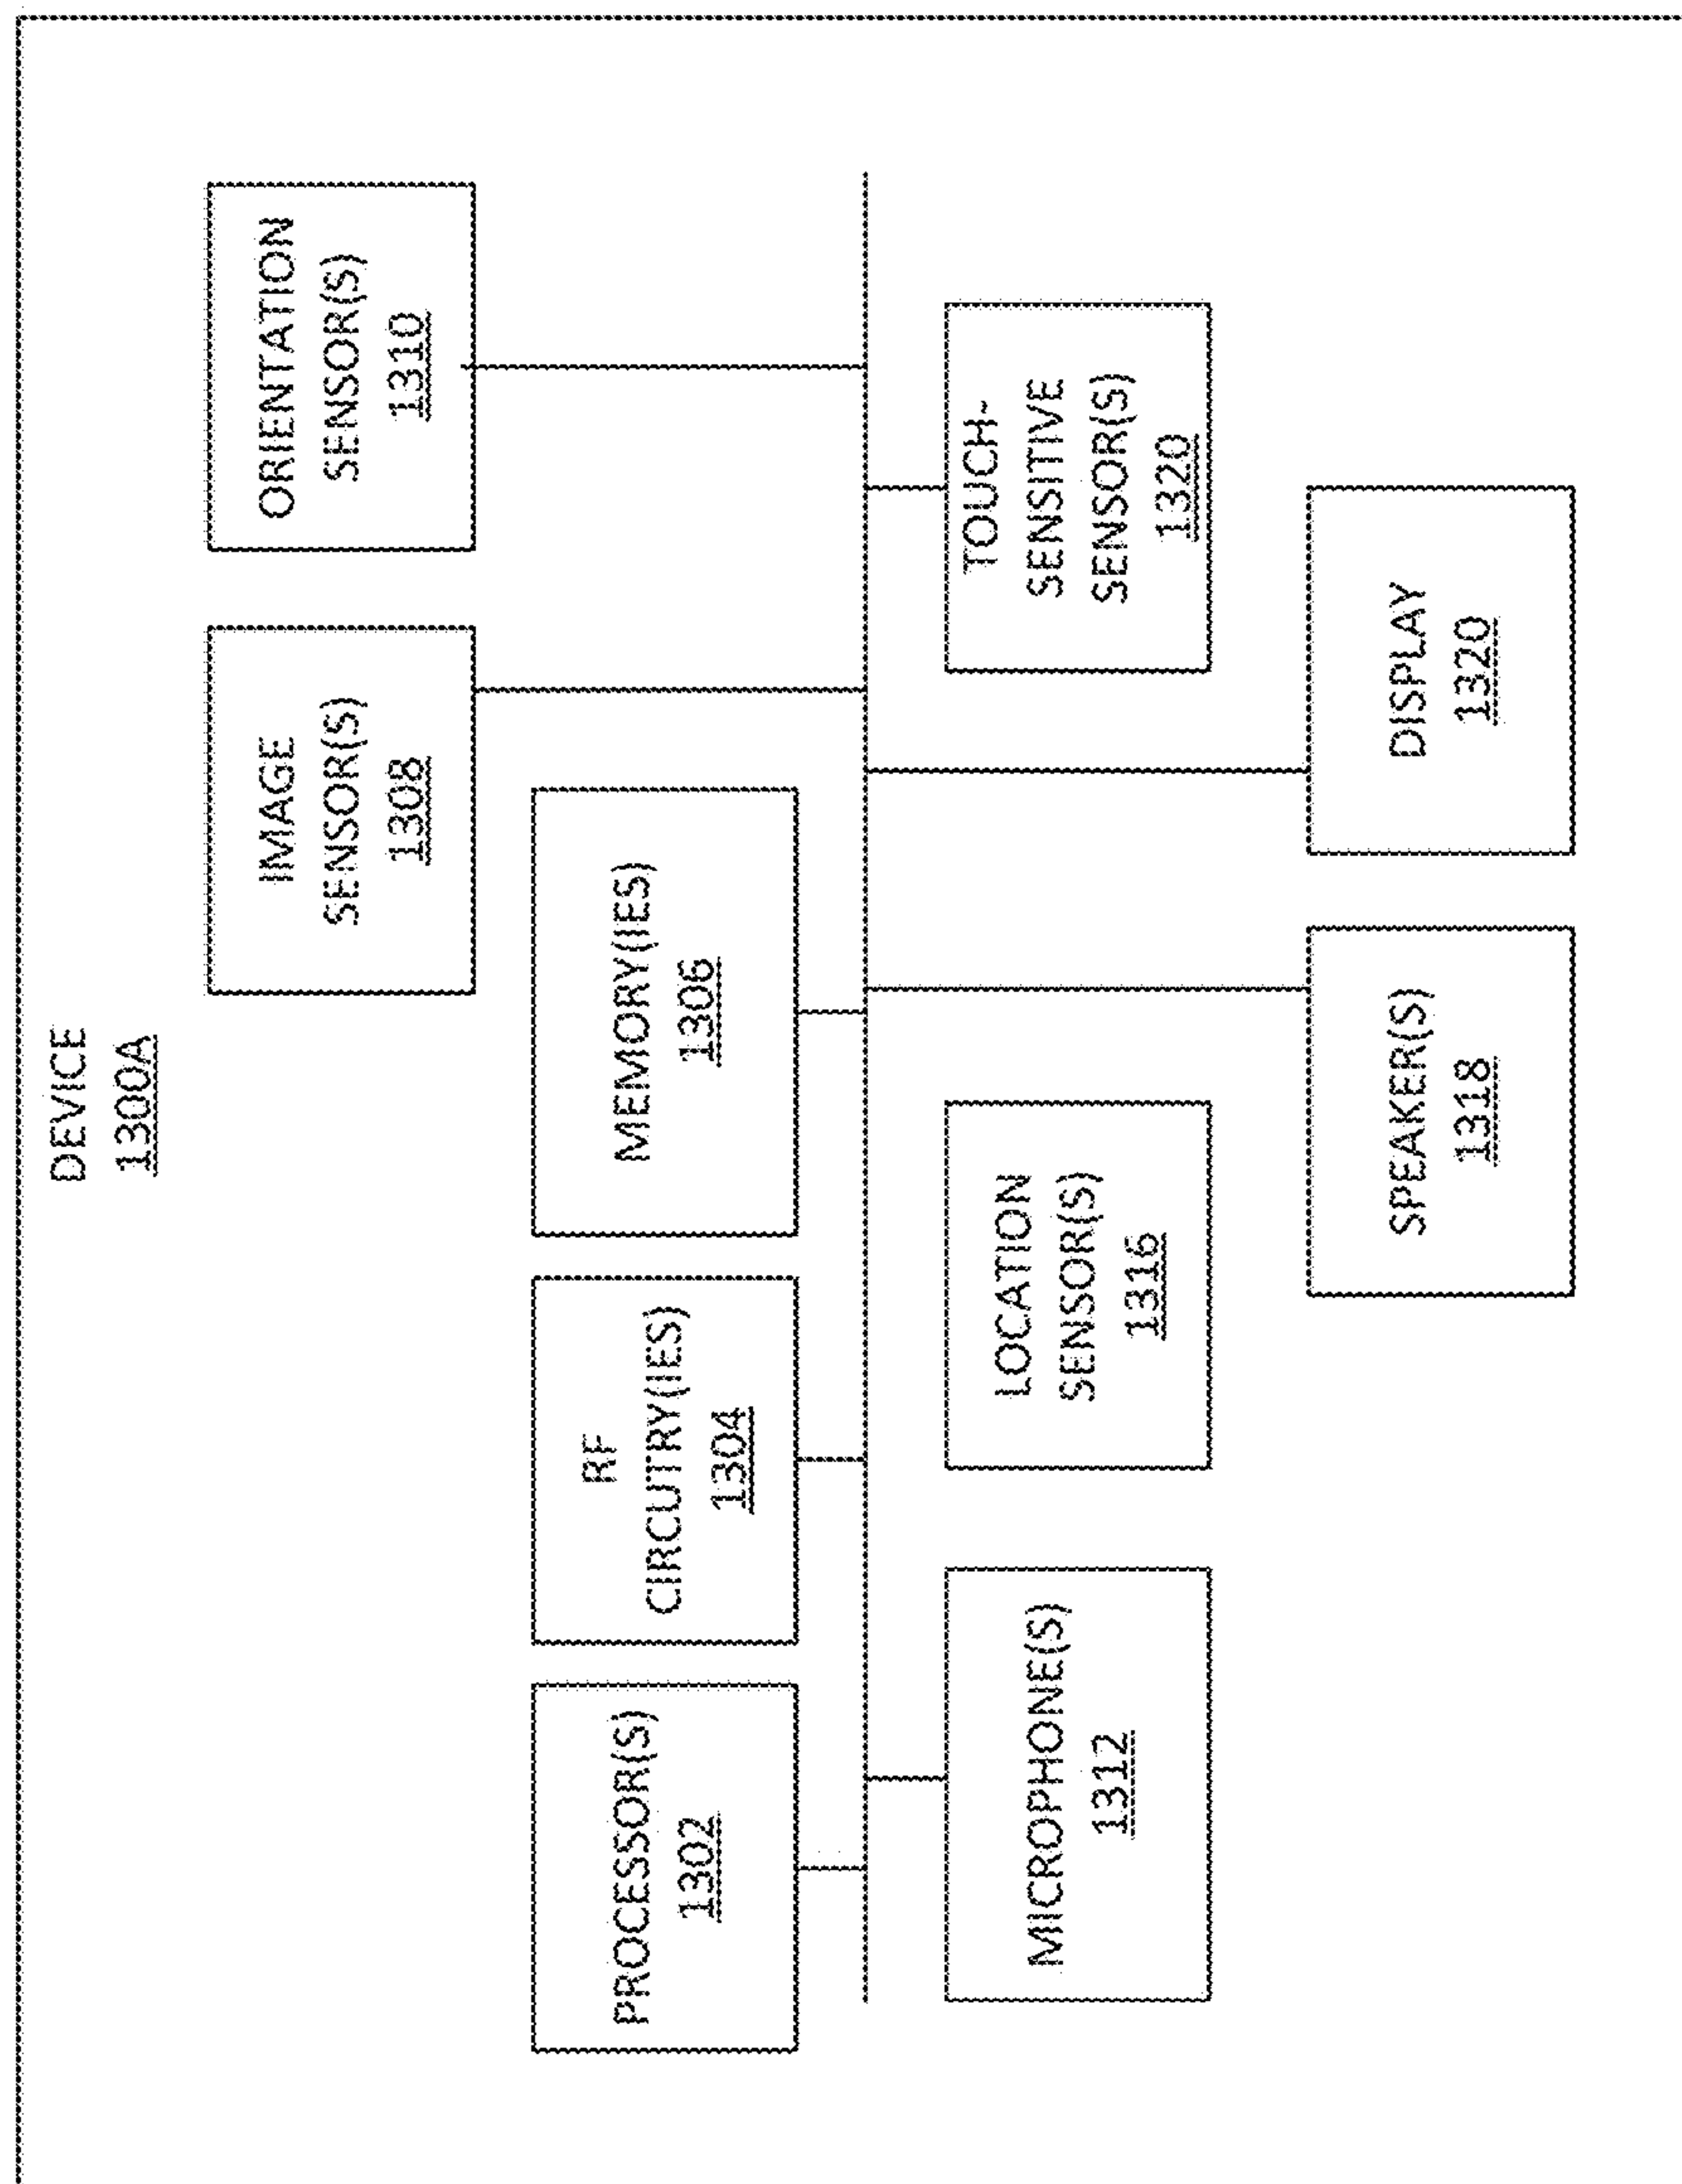 DEVICE
1300A
IMAGE
SENSOR(S)
1308
ORIENTATION
SENSOR(S)
1310
PROCESSOR(S)
1302
RF
CIRCUTRY(IES)
1304
MEMORY(IES)
1306
MICROPHONE(S)
1312
LOCATION
SENSOR(S)
1316
TOUCH-
SENSITIVE
SENSOR(S)
1320
SPEAKER(S)
1318
DISPLAY
1320